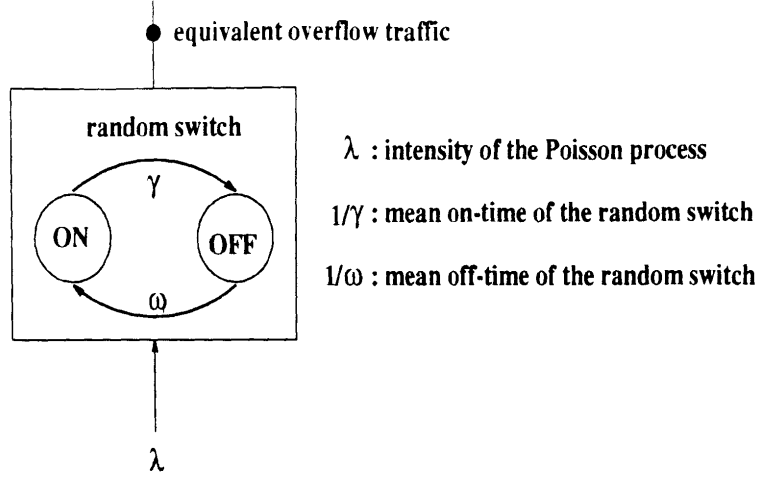 equivalent overflow traffic
random switch
γ
ON
OFF
ω
λ
λ : intensity of the Poisson process
1/γ : mean on-time of the random switch
1/ω : mean off-time of the random switch